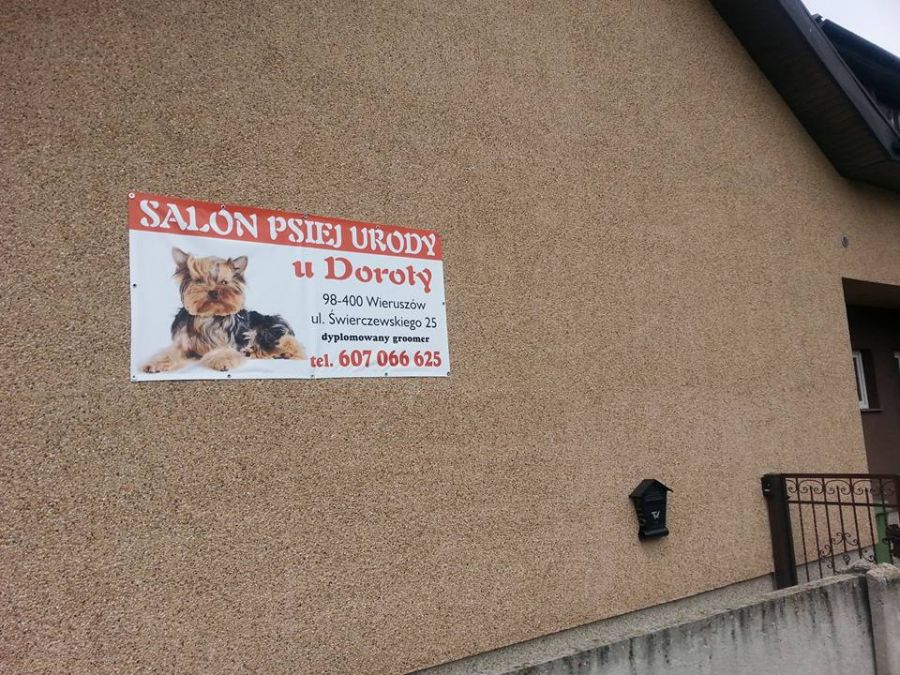 SALON PSIEJ URODY
u Doroty
98-400 Wieruszów
ul. Świerczewskiego 25
dyplomowany groomer
tel. 607 066 625